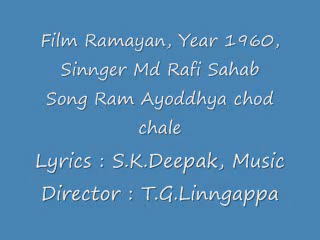 Film Ramayan, Year 1960,
Sinnger Md Rafi Sahab
Song Ram Ayoddhya chod
chale
Lyrics : S.K.Deepak, Music
Director : T.G.Linngappa